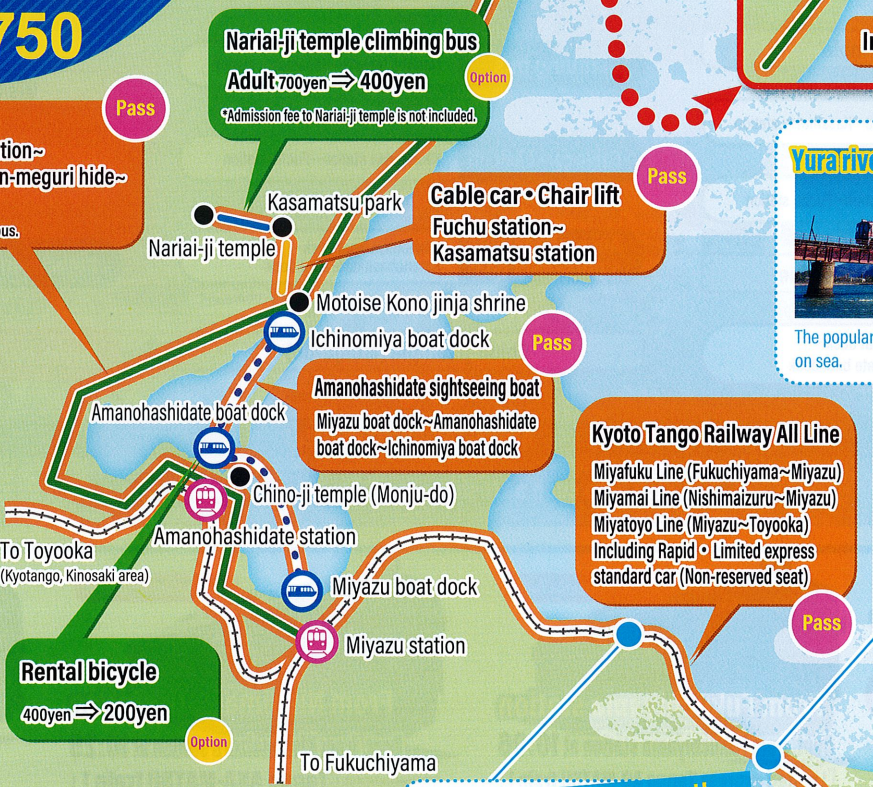 750
Nariai-ji temple climbing bus
Adult 700yen ⇒ 400yen
Option
*Admission fee to Nariai-ji temple is not included.
Pass
tion~
n-meguri hide~
us.
Kasamatsu park
Nariai-ji temple
Pass
Cable car・Chair lift
Fuchu station~
Kasamatsu station
Yura rive
The popular
on sea.
Motoise Kono jinja shrine
Ichinomiya boat dock
Pass
Amanohashidate sightseeing boat
Miyazu boat dock~Amanohashidate
boat dock~Ichinomiya boat dock
Amanohashidate boat dock
Chino-ji temple (Monju-do)
Amanohashidate station
To Toyooka
(Kyotango, Kinosaki area)
Kyoto Tango Railway All Line
Miyafuku Line (Fukuchiyama~Miyazu)
Miyamai Line (Nishimaizuru~Miyazu)
Miyatoyo Line (Miyazu~Toyooka)
Including Rapid・Limited express
standard car (Non-reserved seat)
Pass
Miyazu boat dock
Miyazu station
Rental bicycle
400yen ⇒ 200yen
Option
To Fukuchiyama